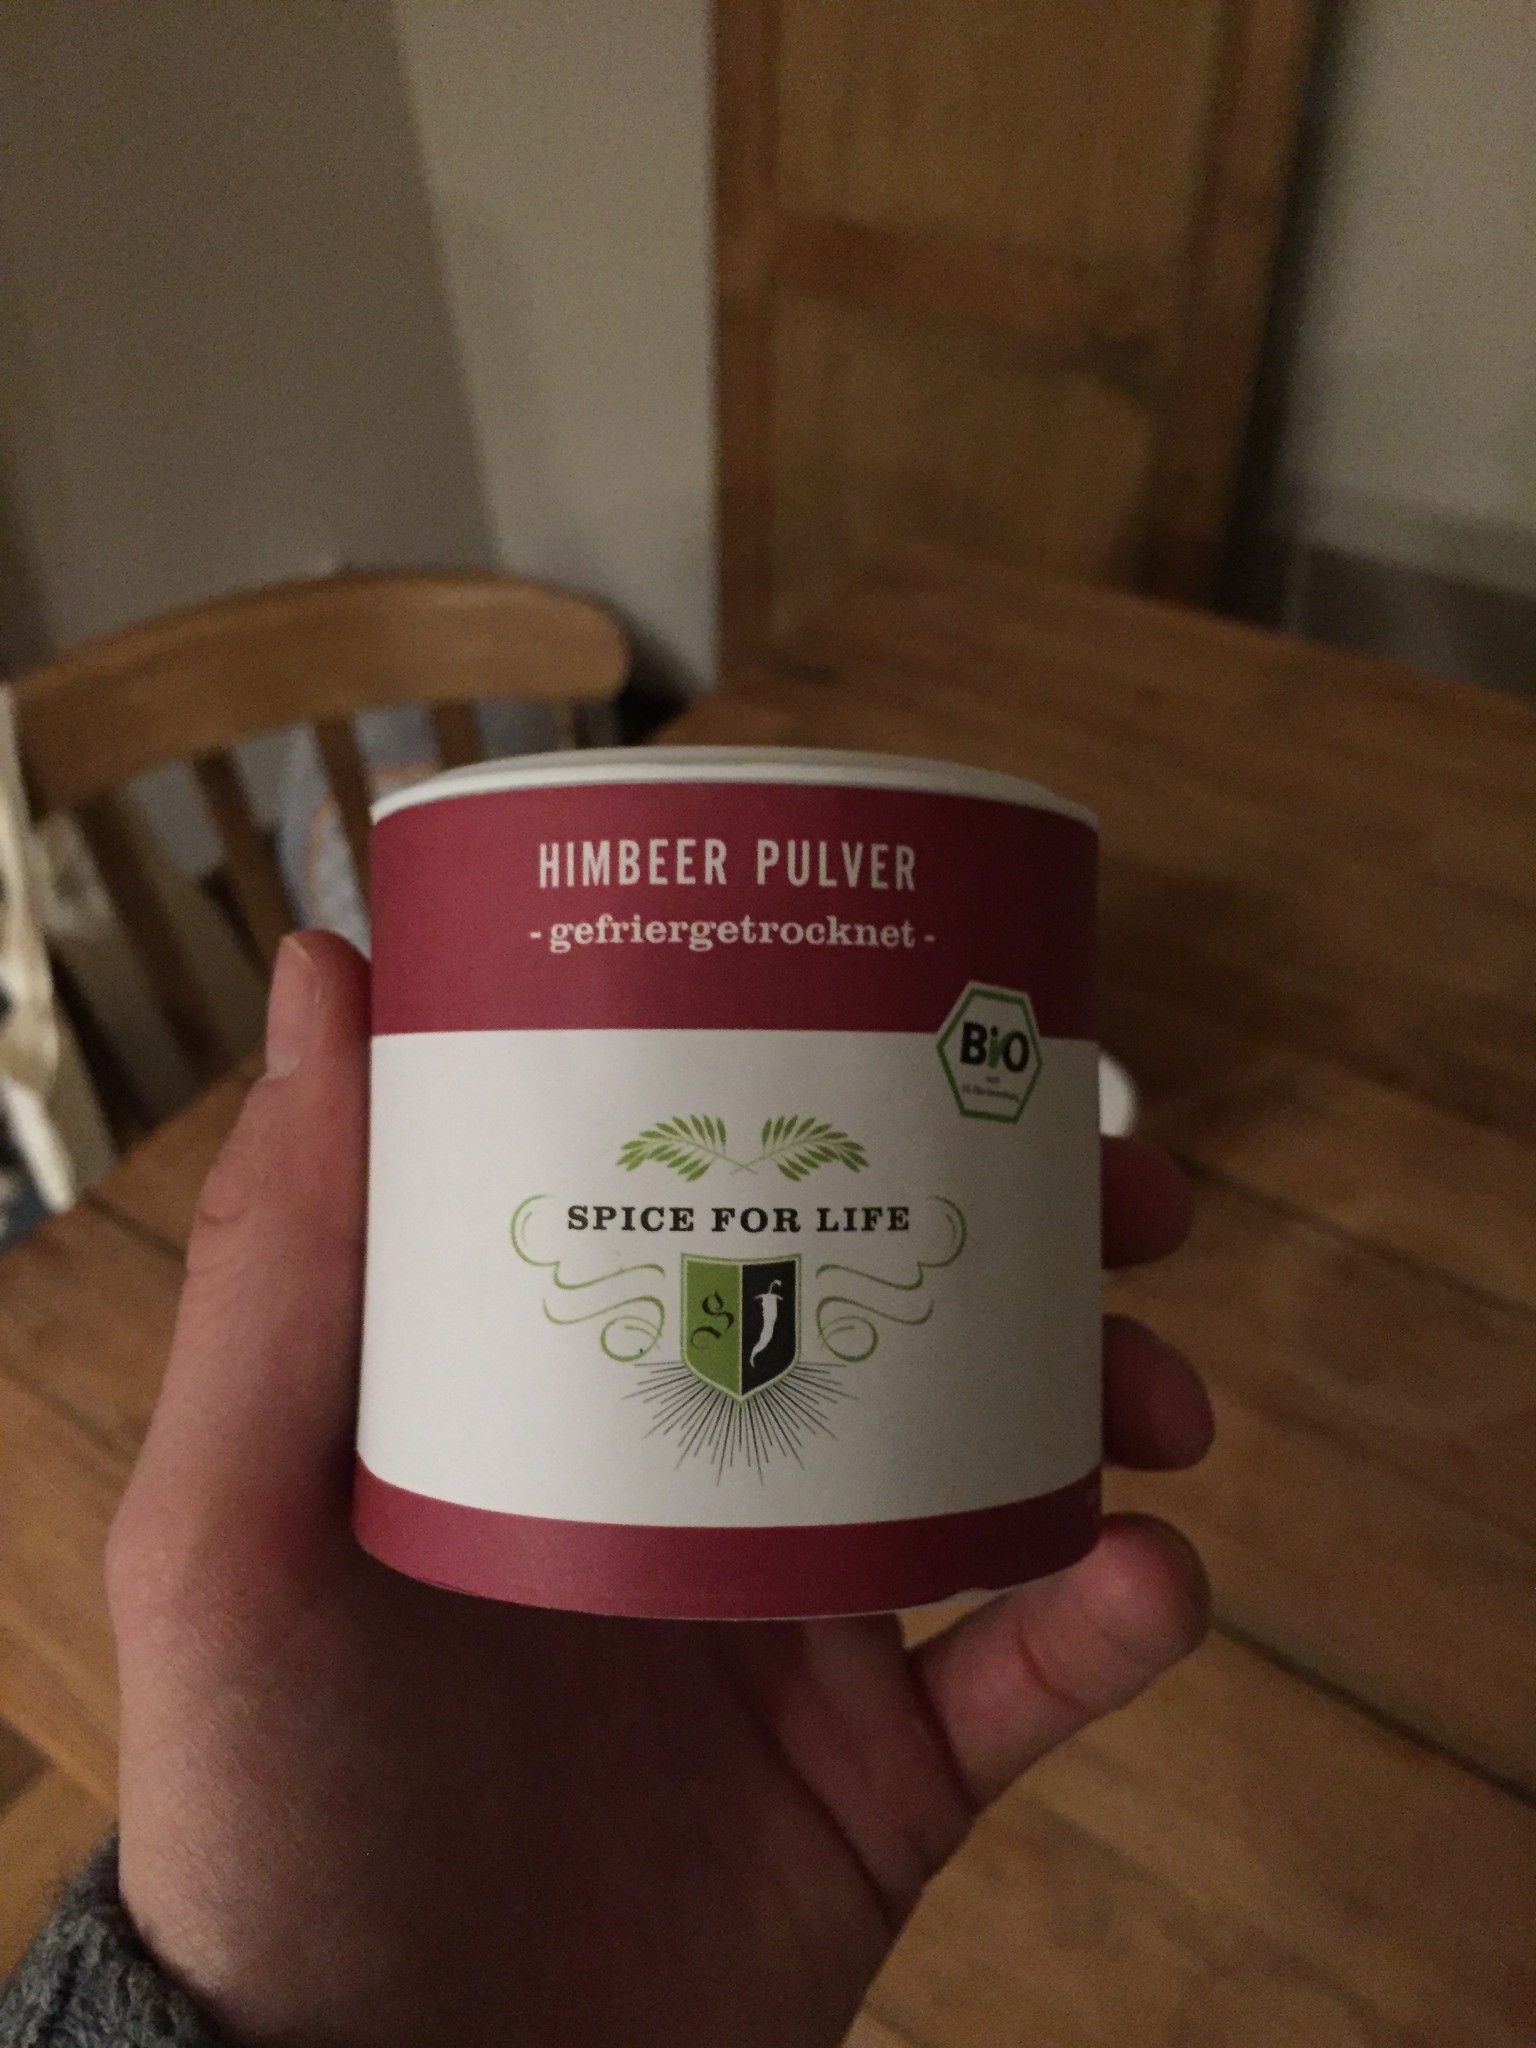 HIMBEER PULVER
- gefriergetrocknet -
BiO
SPICE FOR LIFE
S